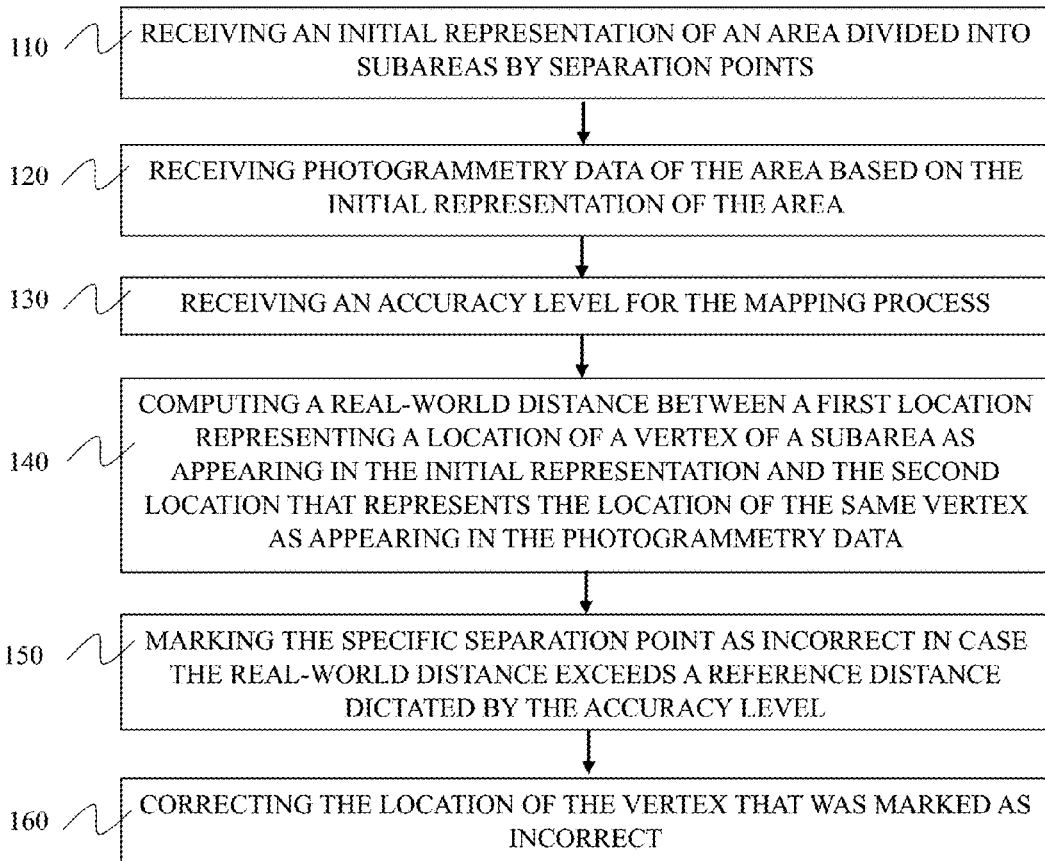 110
RECEIVING AN INITIAL REPRESENTATION OF AN AREA DIVIDED INTO
SUBAREAS BY SEPARATION POINTS
120
RECEIVING PHOTOGRAMMETRY DATA OF THE AREA BASED ON THE
INITIAL REPRESENTATION OF THE AREA
130
RECEIVING AN ACCURACY LEVEL FOR THE MAPPING PROCESS
140
COMPUTING A REAL-WORLD DISTANCE BETWEEN A FIRST LOCATION
REPRESENTING A LOCATION OF A VERTEX OF A SUBAREA AS
APPEARING IN THE INITIAL REPRESENTATION AND THE SECOND
LOCATION THAT REPRESENTS THE LOCATION OF THE SAME VERTEX
AS APPEARING IN THE PHOTOGRAMMETRY DATA
150
MARKING THE SPECIFIC SEPARATION POINT AS INCORRECT IN CASE
THE REAL-WORLD DISTANCE EXCEEDS A REFERENCE DISTANCE
DICTATED BY THE ACCURACY LEVEL
160
CORRECTING THE LOCATION OF THE VERTEX THAT WAS MARKED AS
INCORRECT